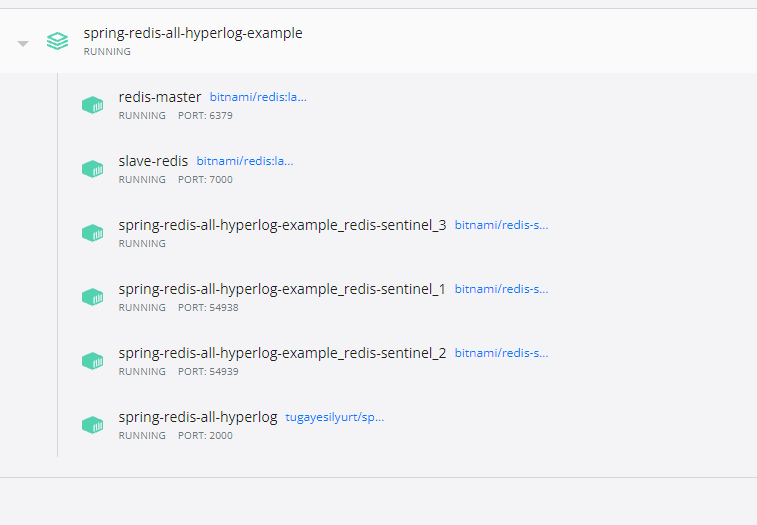 spring-redis-all-hyperlog-example
RUNNING
redis-master bitnami/redis:la...
RUNNING PORT: 6379
slave-redis bitnami/redis:la...
RUNNING PORT: 7000
spring-redis-all-hyperlog-example_redis-sentinel_3 bitnami/redis-s...
RUNNING
spring-redis-all-hyperlog-example_redis-sentinel_1 bitnami/redis-s...
RUNNING PORT: 54938
spring-redis-all-hyperlog-example_redis-sentinel_2 bitnami/redis-s...
RUNNING PORT: 54939
spring-redis-all-hyperlog tugayesilyurt/sp...
RUNNING PORT: 2000